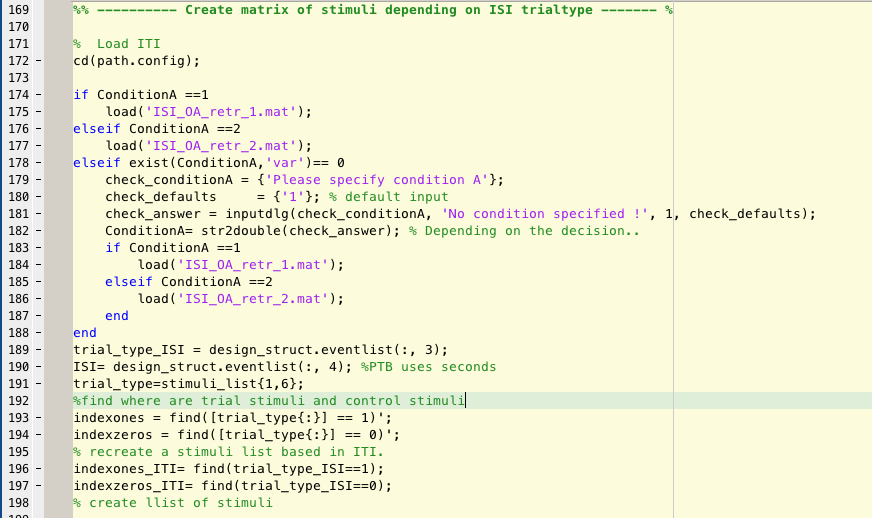 169 %% ---------- Create matrix of stimuli depending on ISI trialtype ------- %
170
171 % Load ITI
172 - cd(path.config);
173
174 - if ConditionA ==1
175 - load('ISI_OA_retr_1.mat');
176 - elseif ConditionA ==2
177 - load('ISI_OA_retr_2.mat');
178 - elseif exist(ConditionA,'var')== 0
179 - check_conditionA = {'Please specify condition A'};
180 - check_defaults = {'1'}; % default input
181 - check_answer = inputdlg(check_conditionA, 'No condition specified !', 1, check_defaults);
182 - ConditionA= str2double(check_answer); % Depending on the decision..
183 - if ConditionA ==1
184 - load('ISI_OA_retr_1.mat');
185 - elseif ConditionA ==2
186 - load('ISI_OA_retr_2.mat');
187 - end
188 - end
189 - trial_type_ISI = design_struct.eventlist(:, 3);
190 - ISI= design_struct.eventlist(:, 4); %PTB uses seconds
191 - trial_type=stimuli_list{1,6};
192 %find where are trial stimuli and control stimuli
193 - indexones = find([trial_type{:}] == 1)';
194 - indexzeros = find([trial_type{:}] == 0)';
195 % recreate a stimuli list based in ITI.
196 - indexones_ITI= find(trial_type_ISI==1);
197 - indexzeros_ITI= find(trial_type_ISI==0);
198 % create llist of stimuli